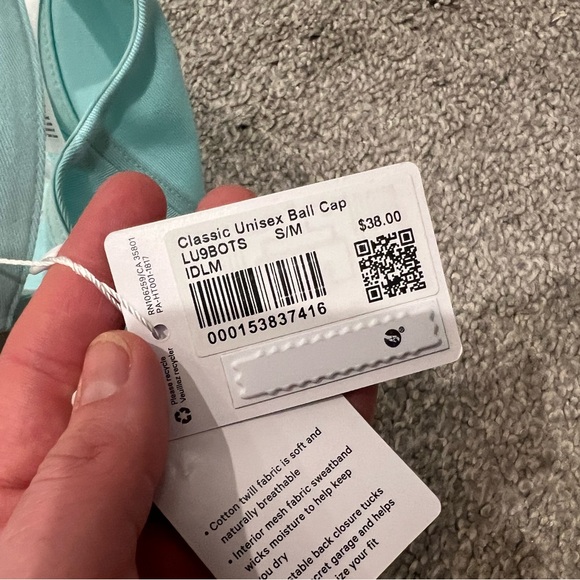 Classic Unisex Ball Cap
LU9BOTS S/M
IDLM
$38.00
000153837416
RN106259/CA 35801
PA-HT001-1817
Please recycle
Veuillez recycler
• Cotton twill fabric is soft and
naturally breathable
• Interior mesh fabric sweatband
wicks moisture to help keep
you dry
stable back closure tucks
cret garage and helps
ize your fit